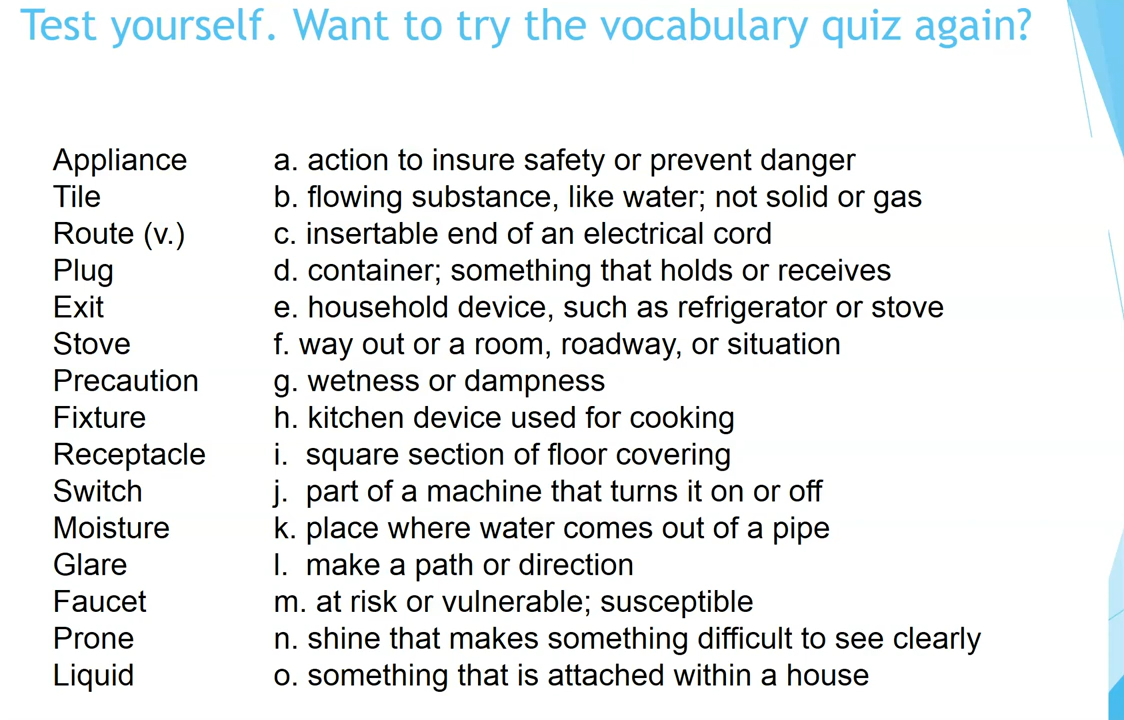 Test yourself. Want to try the vocabulary quiz again?
Appliance a. action to insure safety or prevent danger
Tile b. flowing substance, like water; not solid or gas
Route (v.) c. insertable end of an electrical cord
Plug d. container; something that holds or receives
Exit e. household device, such as refrigerator or stove
Stove f. way out or a room, roadway, or situation
Precaution g. wetness or dampness
Fixture h. kitchen device used for cooking
Receptacle i. square section of floor covering
Switch j. part of a machine that turns it on or off
Moisture k. place where water comes out of a pipe
Glare l. make a path or direction
Faucet m. at risk or vulnerable; susceptible
Prone n. shine that makes something difficult to see clearly
Liquid o. something that is attached within a house